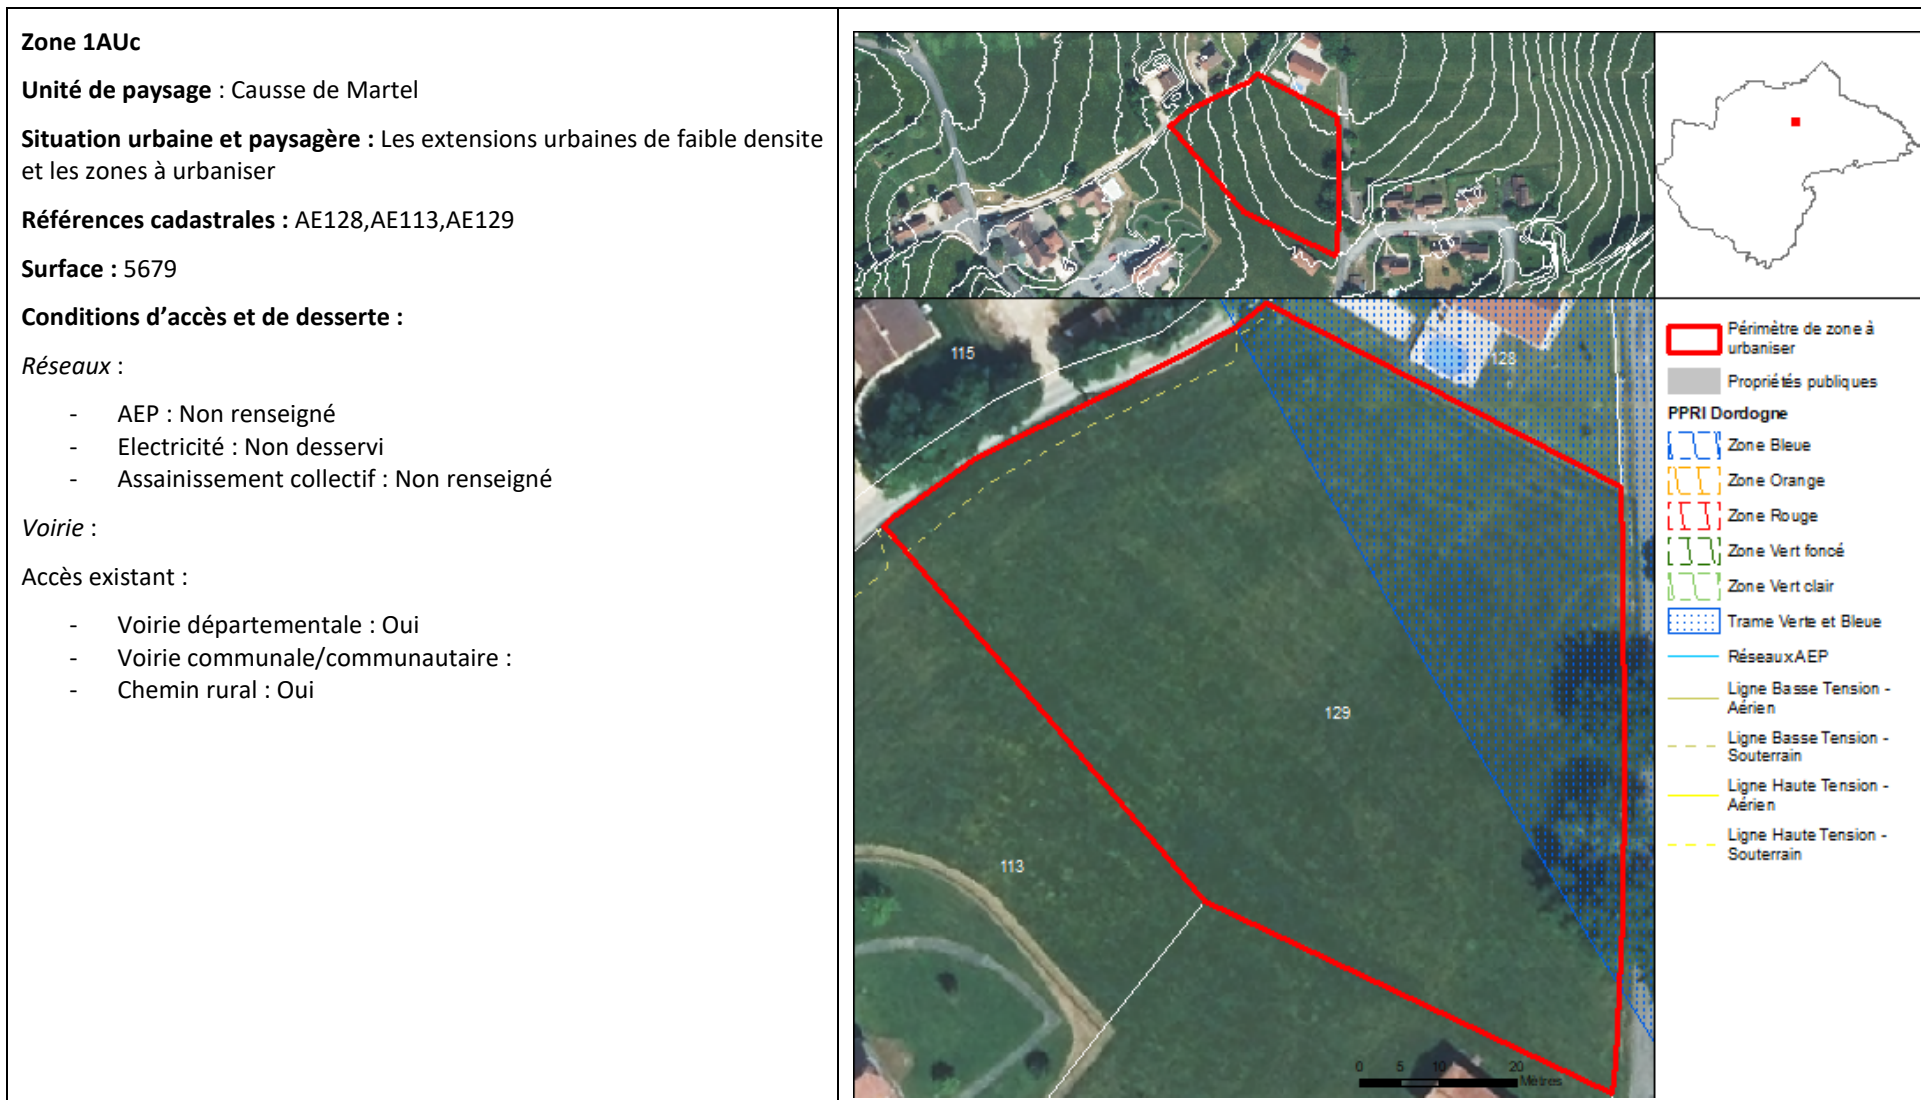 Zone 1AUc
Unité de paysage : Causse de Martel
Situation urbaine et paysagère : Les extensions urbaines de faible densite
et les zones à urbaniser
Références cadastrales : AE128,AE113,AE129
Surface : 5679
Conditions d’accès et de desserte :
Réseaux :
- AEP : Non renseigné
- Electricité : Non desservi
- Assainissement collectif : Non renseigné
Voirie :
Accès existant :
- Voirie départementale : Oui
- Voirie communale/communautaire :
- Chemin rural : Oui
115
128
129
113
0 5 10 20
Mètres
Périmètre de zone à
urbaniser
Propriétés publiques
PPRI Dordogne
Zone Bleue
Zone Orange
Zone Rouge
Zone Vert foncé
Zone Vert clair
Trame Verte et Bleue
Réseaux AEP
Ligne Basse Tension -
Aérien
Ligne Basse Tension -
Souterrain
Ligne Haute Tension -
Aérien
Ligne Haute Tension -
Souterrain